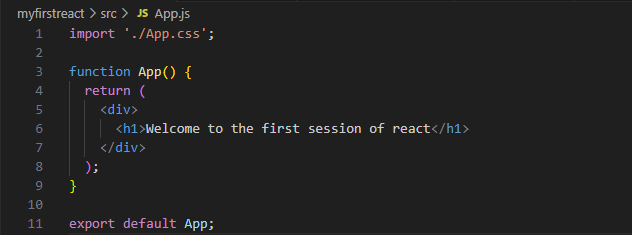 myfirstreact > src > JS App.js
1 import './App.css';
2
3 function App() {
4   return (
5     <div>
6       <h1>Welcome to the first session of react</h1>
7     </div>
8   );
9 }
10
11 export default App;